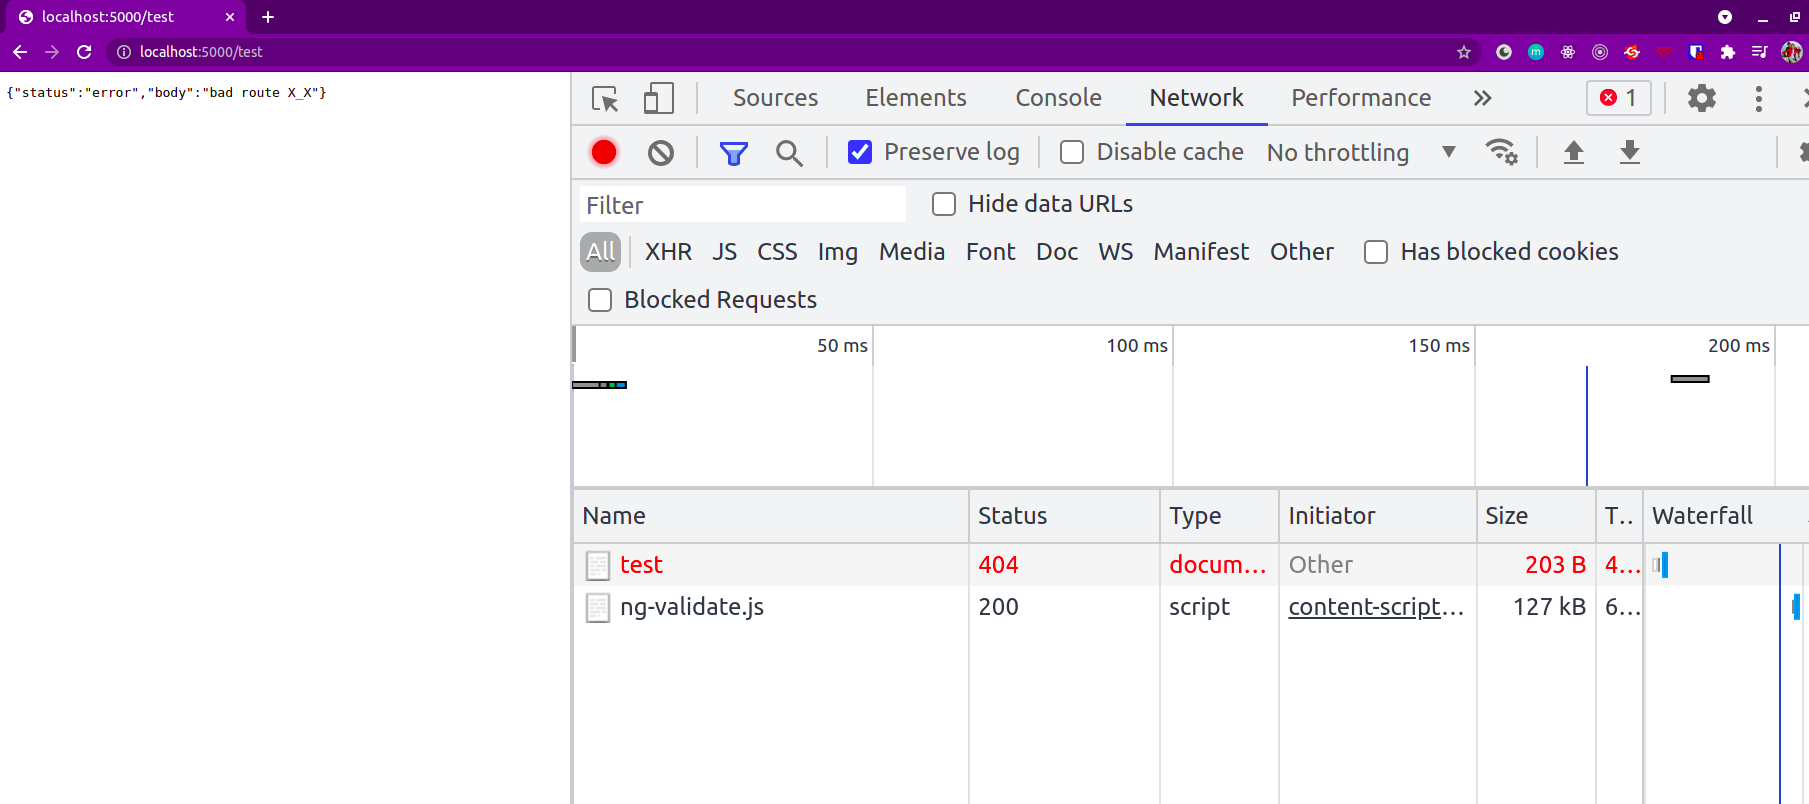 localhost:5000/test
localhost:5000/test
{"status":"error","body":"bad route X_X"}
Sources Elements Console Network Performance 1
Preserve log Disable cache No throttling
Filter Hide data URLs
All XHR JS CSS Img Media Font Doc WS Manifest Other Has blocked cookies
Blocked Requests
50 ms 100 ms 150 ms 200 ms
Name Status Type Initiator Size T.. Waterfall
test 404 docum... Other 203 B 4...
ng-validate.js 200 script content-script... 127 kB 6...